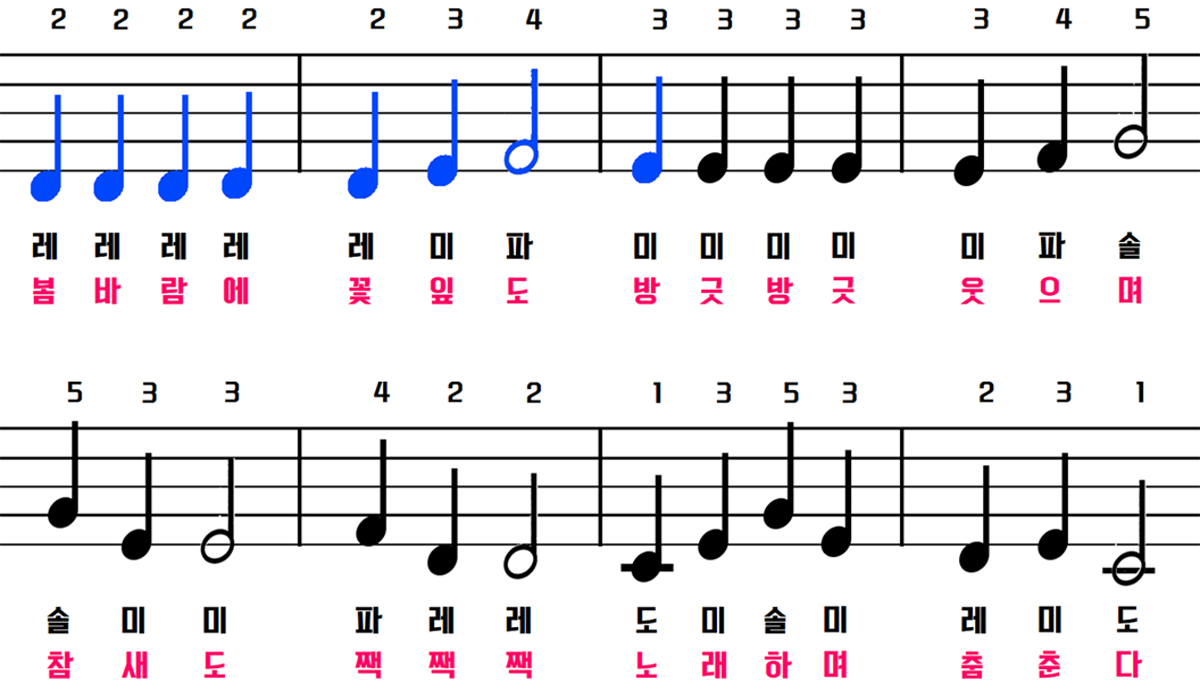 2 2 2 2 2 3 4 3 3 3 3 3 4 5
레 레 레 레 레 미 파 미 미 미 미 미 파 솔
봄 바 람 에 꽃 잎 도 방 긋 방 긋 웃 으 며
5 3 3 4 2 2 1 3 5 3 2 3 1
솔 미 미 파 레 레 도 미 솔 미 레 미 도
참 새 도 짹 짹 짹 노 래 하 며 춤 춘 다